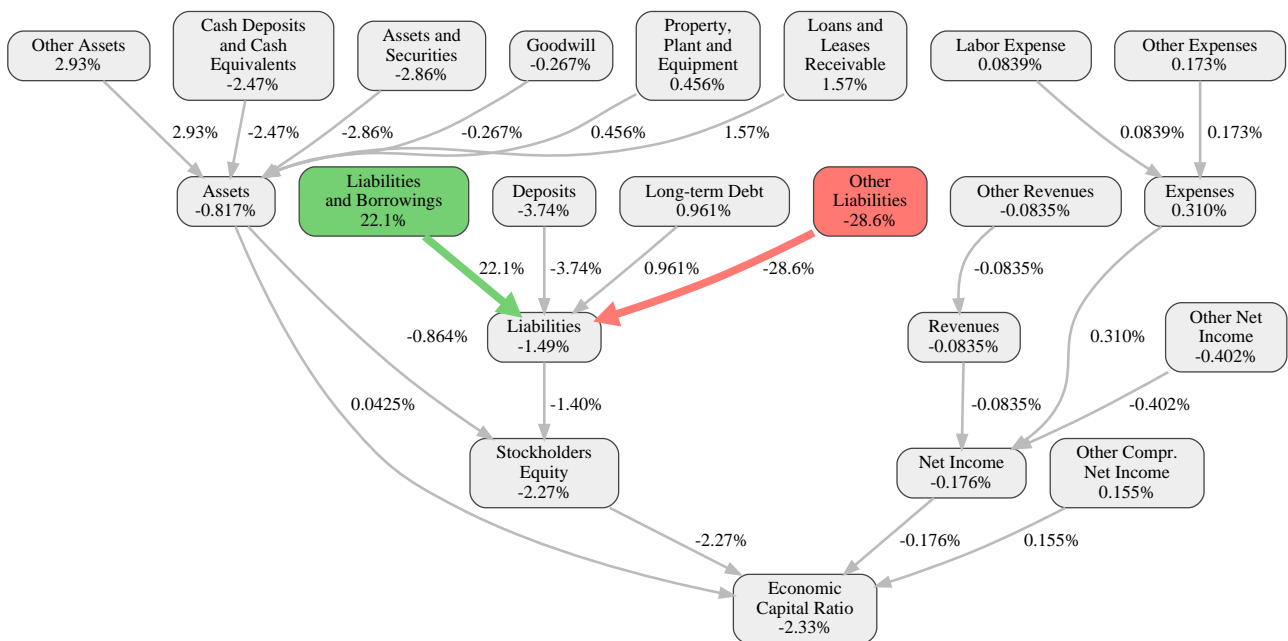 Other Assets
2.93%
Cash Deposits
and Cash
Equivalents
-2.47%
Assets and
Securities
-2.86%
Goodwill
-0.267%
Property,
Plant and
Equipment
0.456%
Loans and
Leases
Receivable
1.57%
Labor Expense
0.0839%
Other Expenses
0.173%
2.93%
-2.47%
-2.86%
-0.267%
0.456%
1.57%
0.0839%
0.173%
Assets
-0.817%
Liabilities
and Borrowings
22.1%
Deposits
-3.74%
Long-term Debt
0.961%
Other
Liabilities
-28.6%
Other Revenues
-0.0835%
Expenses
0.310%
22.1%
-3.74%
0.961%
-28.6%
-0.0835%
-0.864%
Liabilities
-1.49%
Revenues
-0.0835%
0.310%
Other Net
Income
-0.402%
0.0425%
-1.40%
-0.0835%
-0.402%
Stockholders
Equity
-2.27%
Net Income
-0.176%
Other Compr.
Net Income
0.155%
-2.27%
-0.176%
0.155%
Economic
Capital Ratio
-2.33%